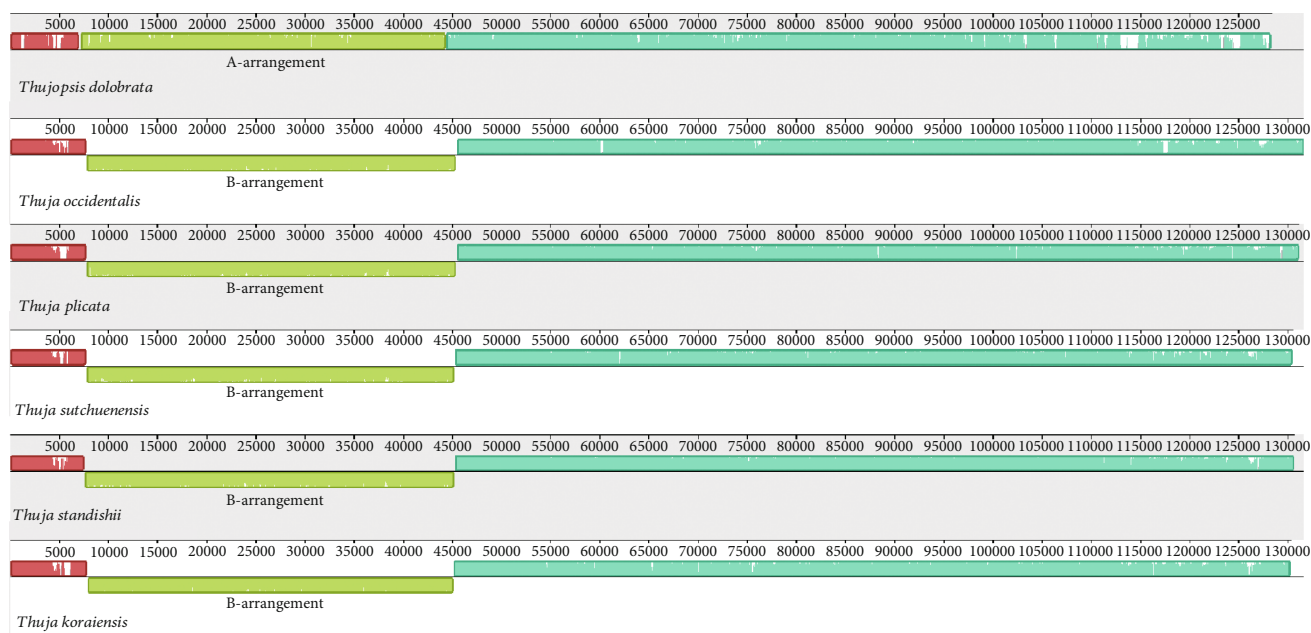 5000 10000 15000 20000 25000 30000 35000 40000 45000 50000 55000 60000 65000 70000 75000 80000 85000 90000 95000 100000 105000 110000 115000 120000 125000
A-arrangement
Thujopsis dolobrata
5000 10000 15000 20000 25000 30000 35000 40000 45000 50000 55000 60000 65000 70000 75000 80000 85000 90000 95000 100000 105000 110000 115000 120000 125000 130000
B-arrangement
Thuja occidentalis
5000 10000 15000 20000 25000 30000 35000 40000 45000 50000 55000 60000 65000 70000 75000 80000 85000 90000 95000 100000 105000 110000 115000 120000 125000 130000
B-arrangement
Thuja plicata
5000 10000 15000 20000 25000 30000 35000 40000 45000 50000 55000 60000 65000 70000 75000 80000 85000 90000 95000 100000 105000 110000 115000 120000 125000 130000
B-arrangement
Thuja sutchuenensis
5000 10000 15000 20000 25000 30000 35000 40000 45000 50000 55000 60000 65000 70000 75000 80000 85000 90000 95000 100000 105000 110000 115000 120000 125000 130000
B-arrangement
Thuja standishii
5000 10000 15000 20000 25000 30000 35000 40000 45000 50000 55000 60000 65000 70000 75000 80000 85000 90000 95000 100000 105000 110000 115000 120000 125000 130000
B-arrangement
Thuja koraiensis